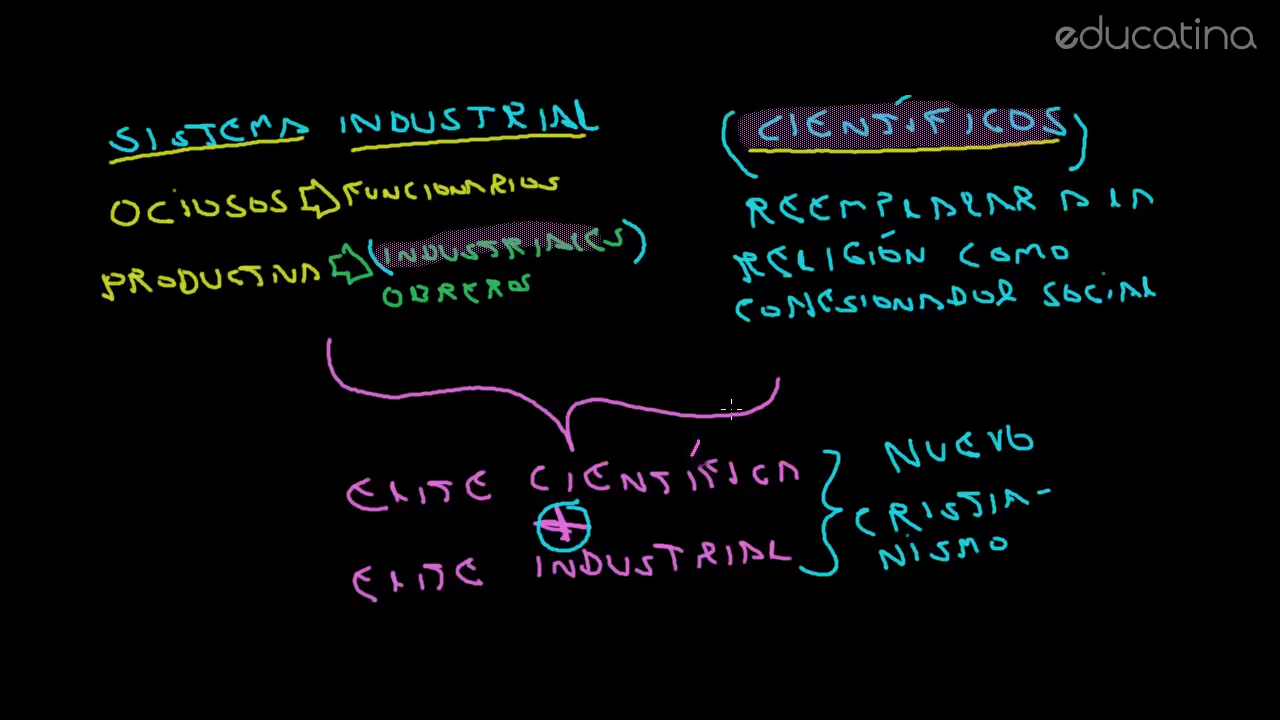 educatina
SISTEMA INDUSTRIAL
OCIOSOS ⇨ FUNCIONARIOS
PRODUCTIVA ⇨ (INDUSTRIALES)
OBREROS
(CIENTÍFICOS)
REEMPLAZAR A LA
RELIGIÓN COMO
COHESIONADOR SOCIAL
ELITE CIENTÍFICA
+
ELITE INDUSTRIAL
NUEVO
CRISTIA-
NISMO